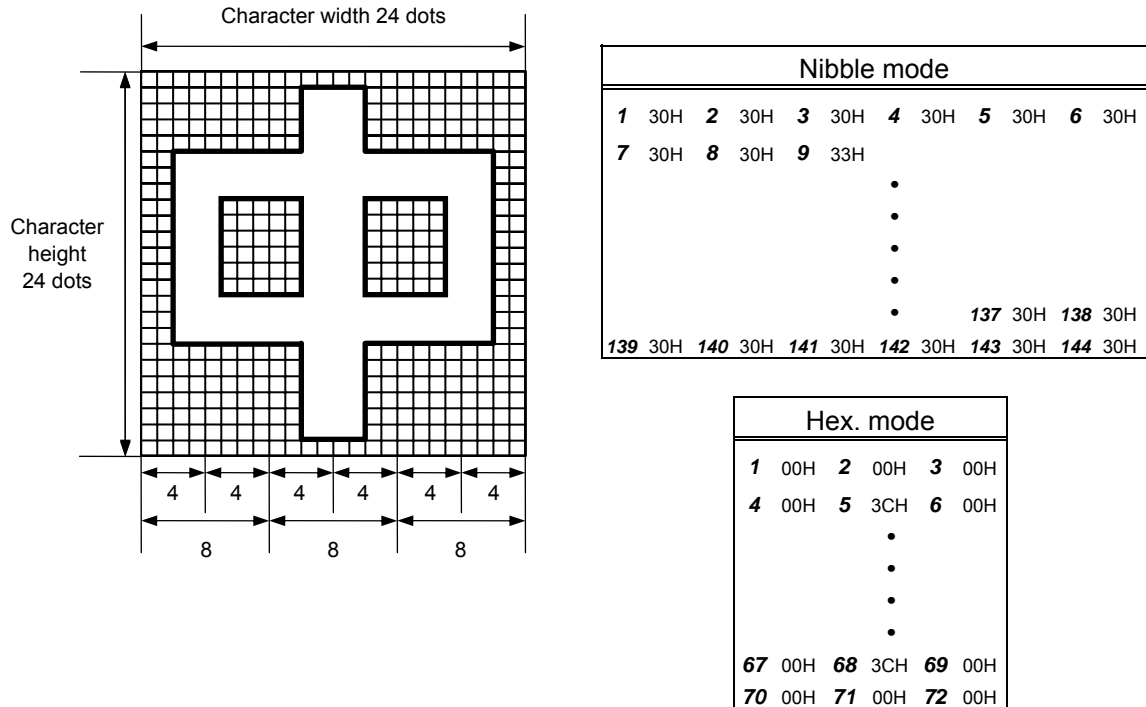 Character width 24 dots
Character
height
24 dots
4 4 4 4 4 4
8 8 8
Nibble mode
1 30H 2 30H 3 30H 4 30H 5 30H 6 30H
7 30H 8 30H 9 33H
137 30H 138 30H
139 30H 140 30H 141 30H 142 30H 143 30H 144 30H
Hex. mode
1 00H 2 00H 3 00H
4 00H 5 3CH 6 00H
67 00H 68 3CH 69 00H
70 00H 71 00H 72 00H